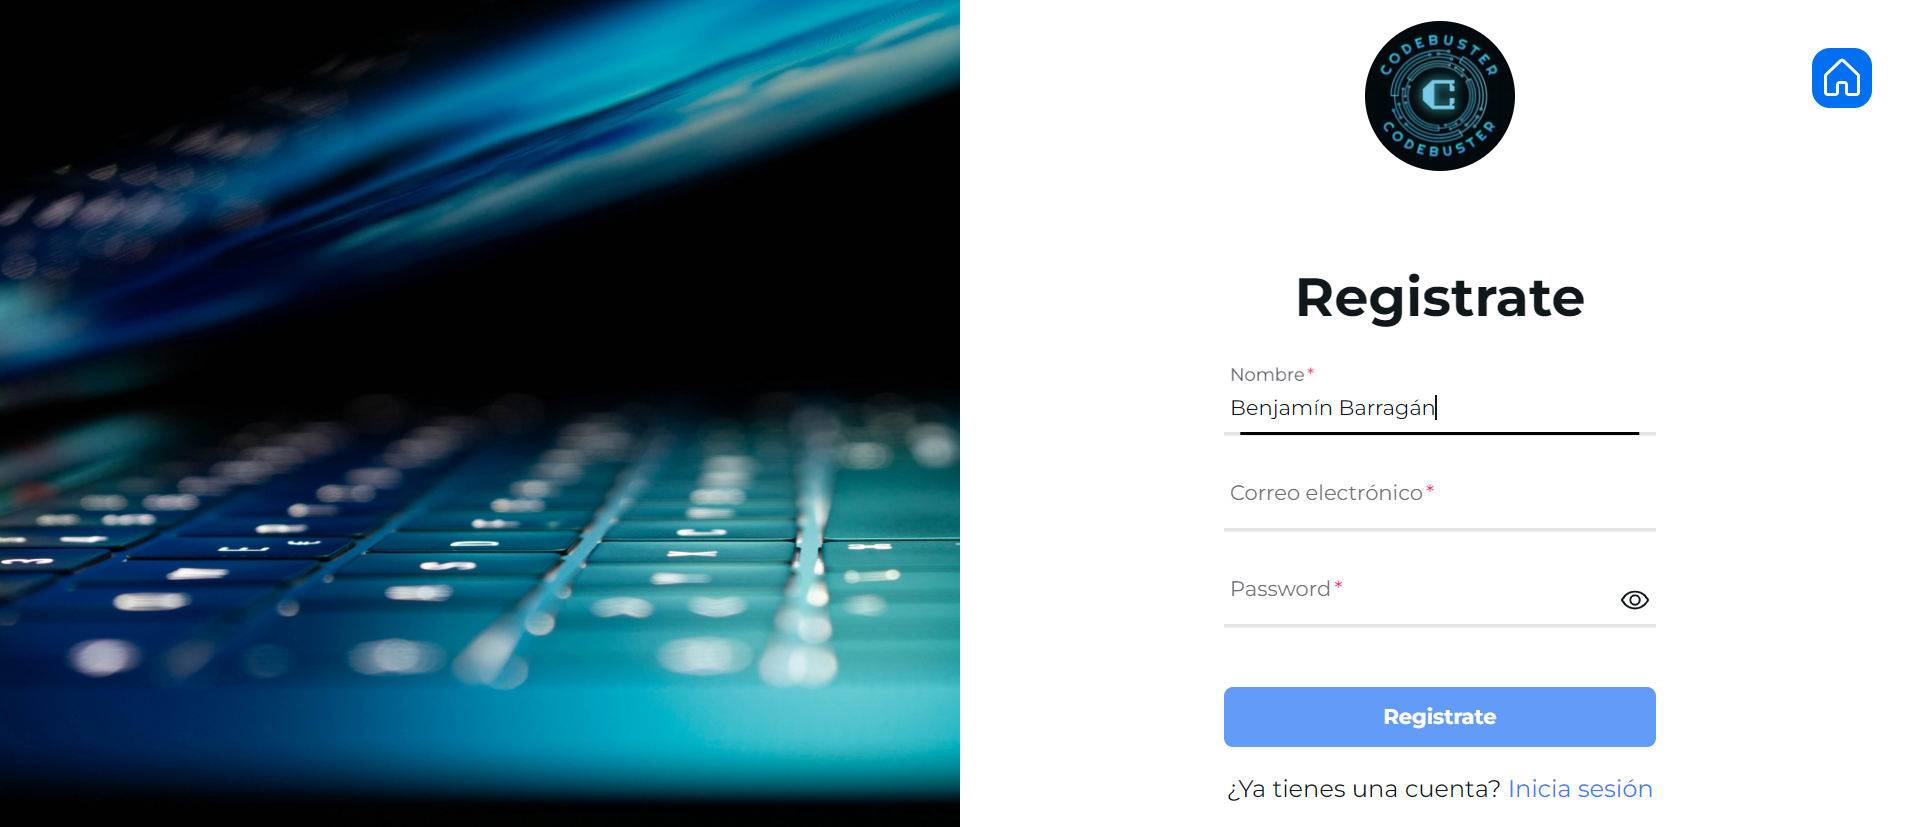 CODEBUSTER
C
CODEBUSTER
Registrate
Nombre*
Benjamín Barragán
Correo electrónico*
Password*
Registrate
¿Ya tienes una cuenta? Inicia sesión